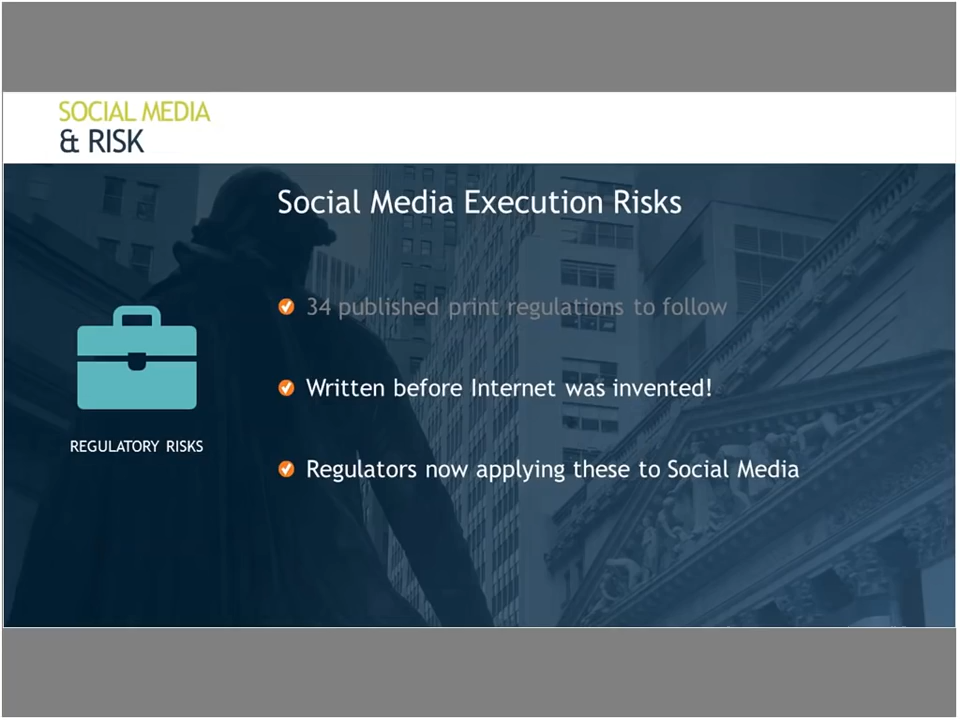 SOCIAL MEDIA
& RISK
Social Media Execution Risks
34 published print regulations to follow
Written before Internet was invented!
REGULATORY RISKS
Regulators now applying these to Social Media